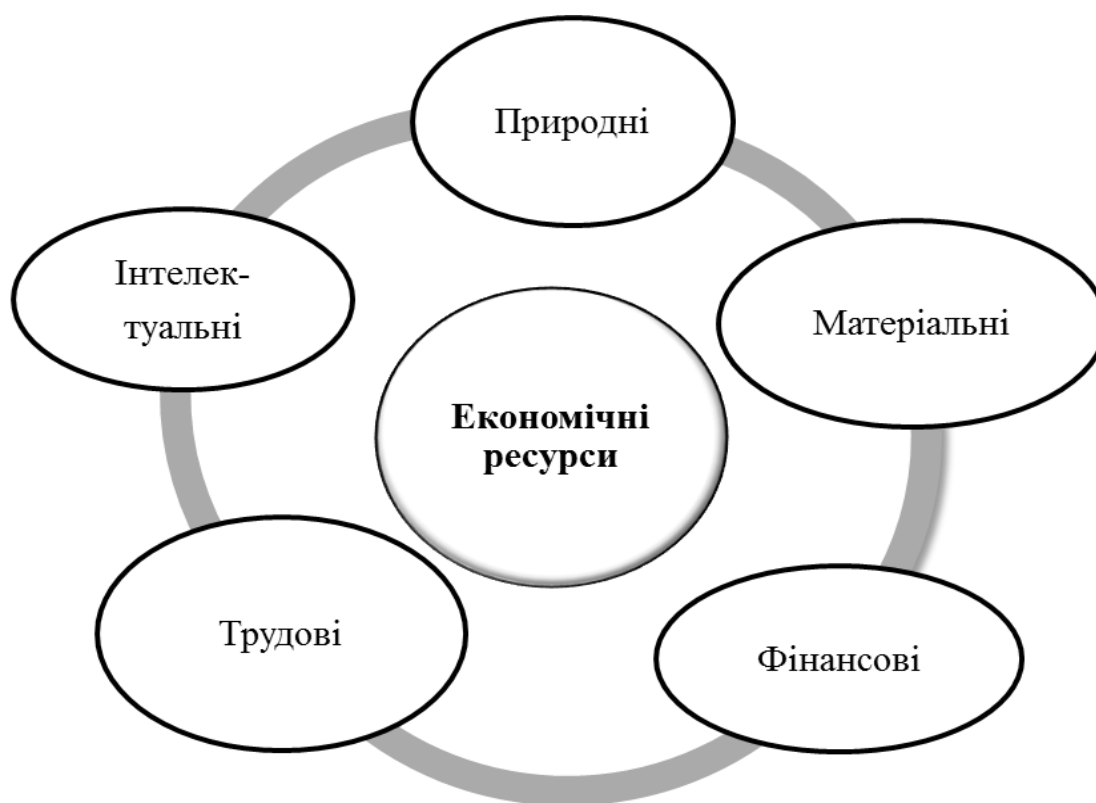 Природні
Інтелек-
туальні
Матеріальні
Економічні
ресурси
Трудові
Фінансові